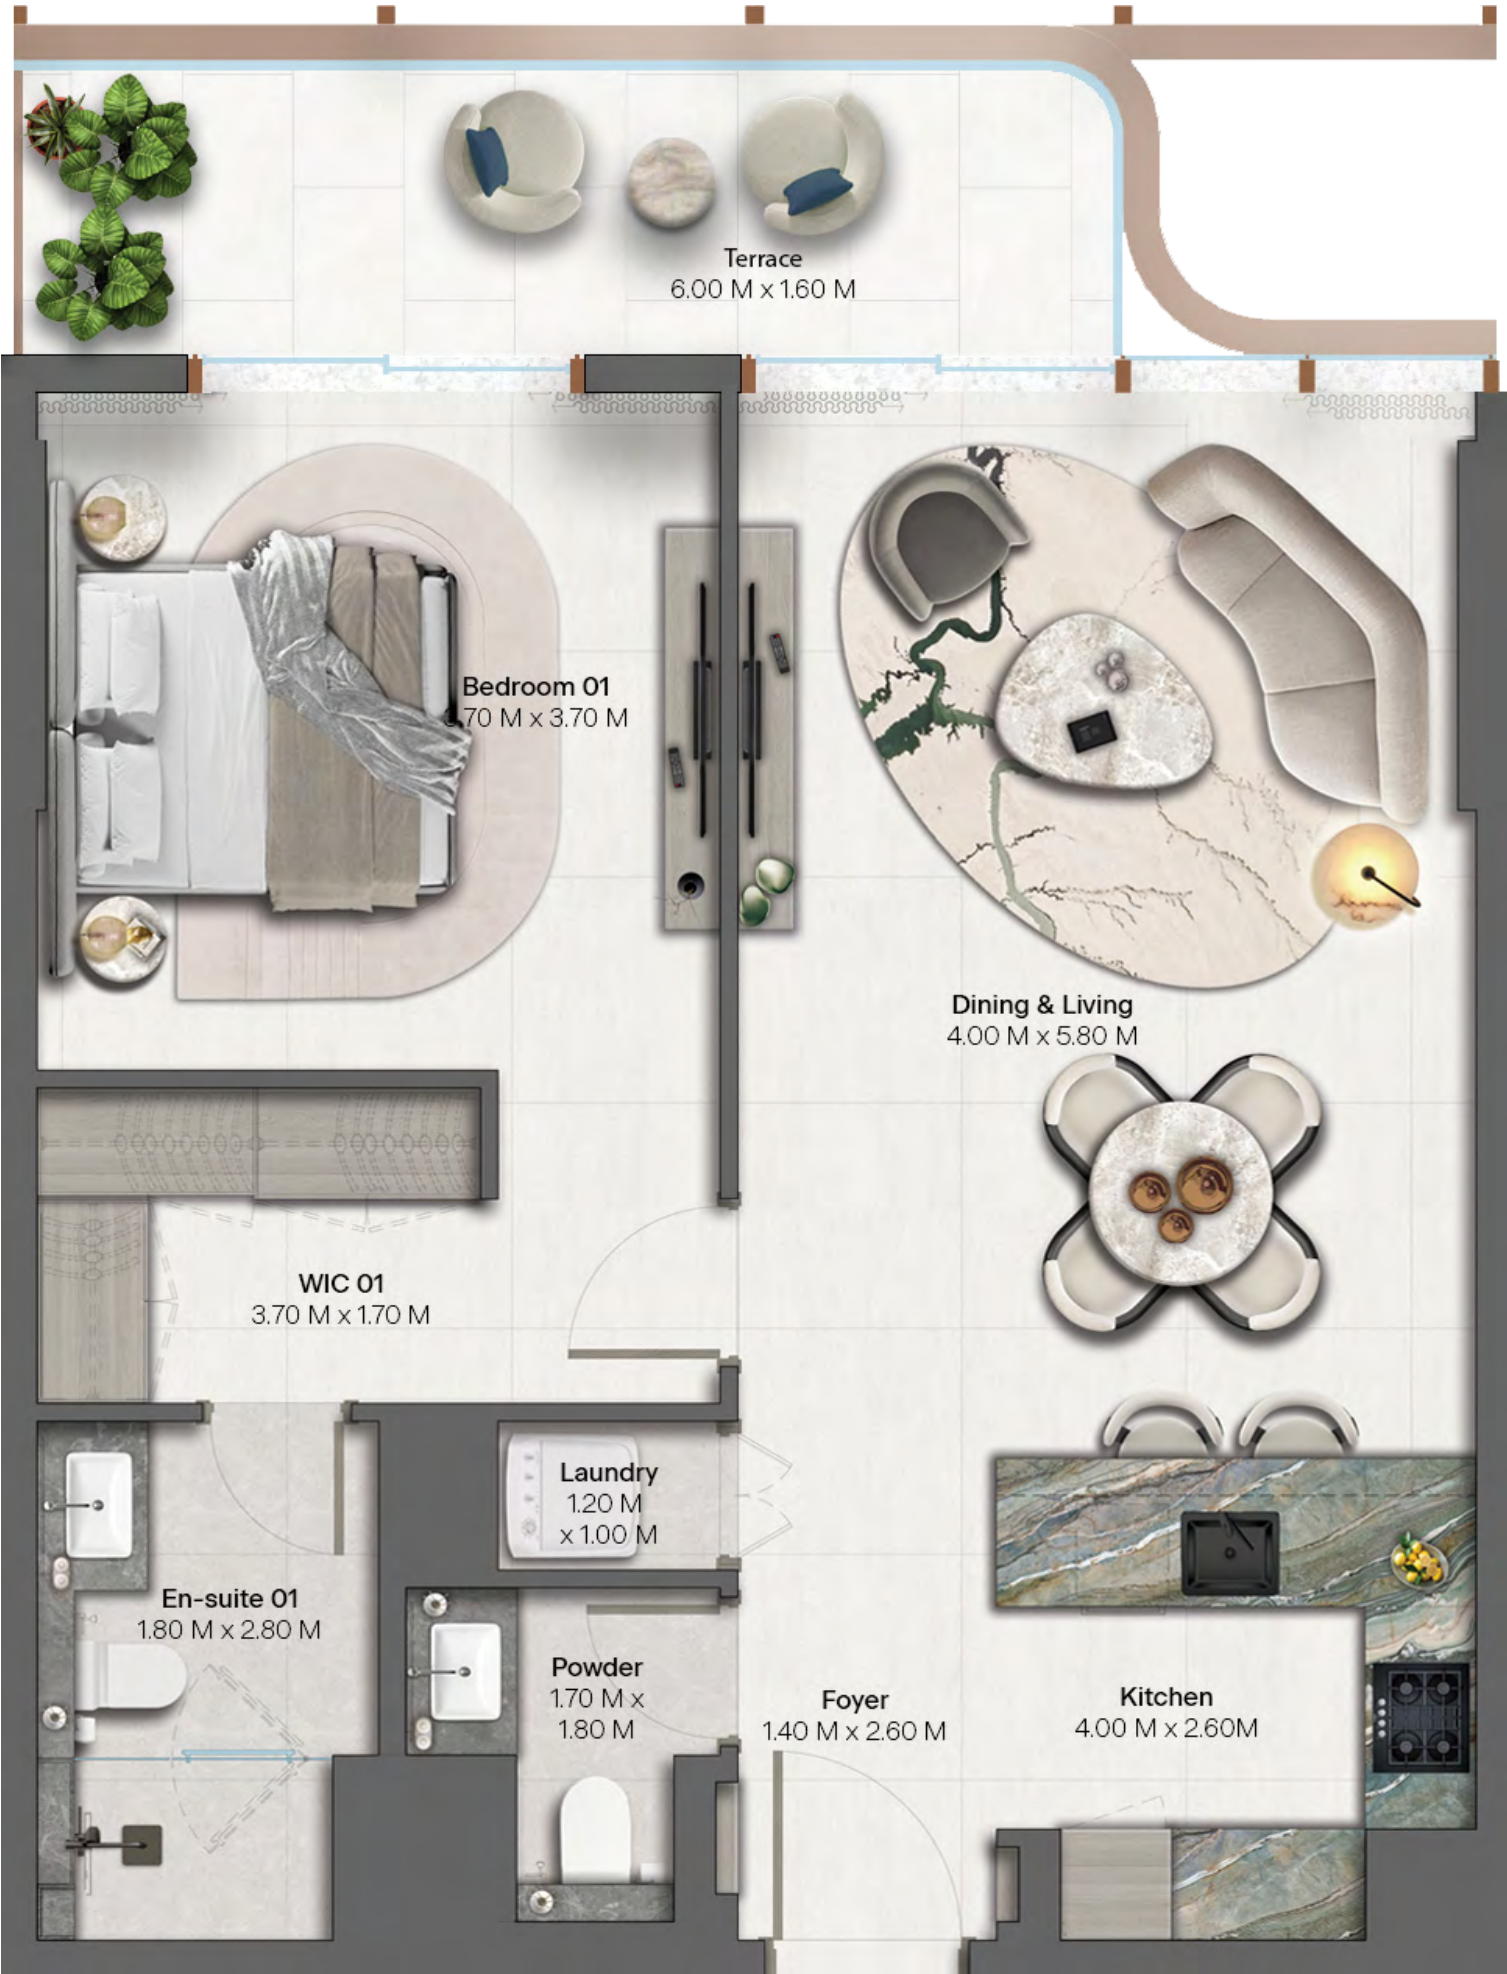 Terrace
6.00 M x 1.60 M
Bedroom 01
.70 M x 3.70 M
Dining & Living
4.00 M x 5.80 M
WIC 01
3.70 M x 1.70 M
Laundry
1.20 M
x 1.00 M
En-suite 01
1.80 M x 2.80 M
Powder
1.70 M x
1.80 M
Foyer
1.40 M x 2.60 M
Kitchen
4.00 M x 2.60M